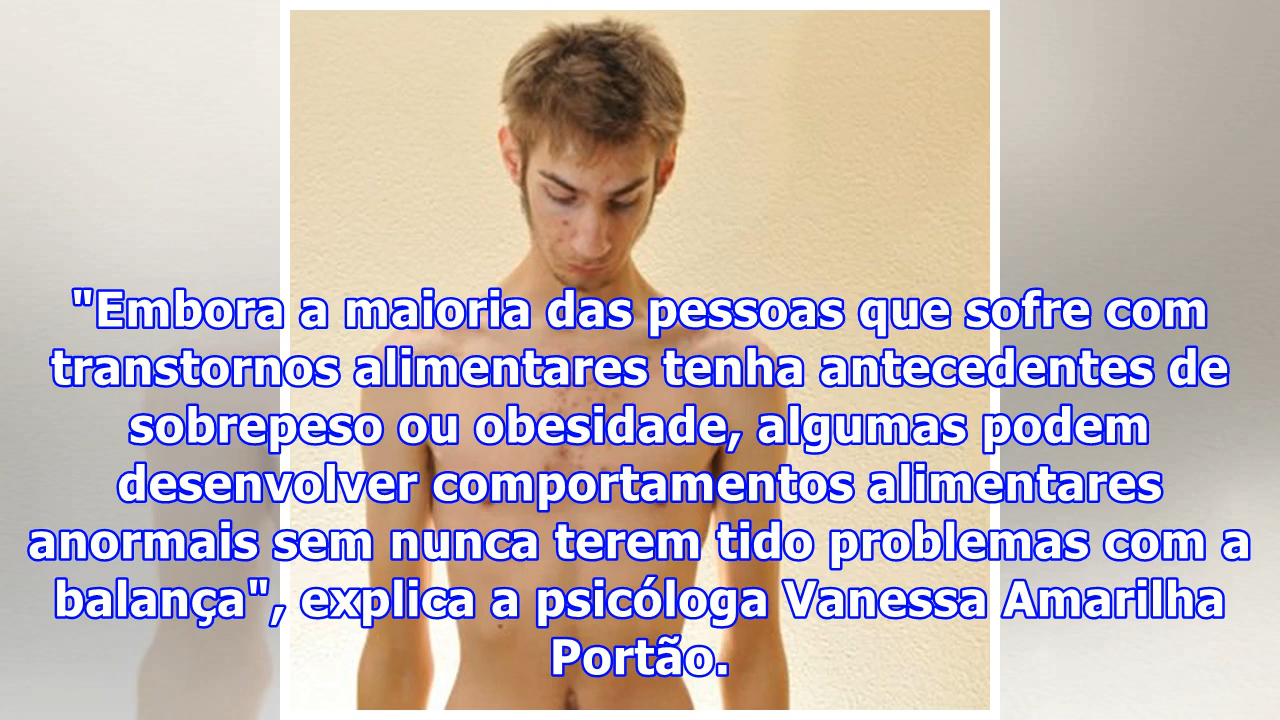 "Embora a maioria das pessoas que sofre com
transtornos alimentares tenha antecedentes de
sobrepeso ou obesidade, algumas podem
desenvolver comportamentos alimentares
anormais sem nunca terem tido problemas com a
balança", explica a psicóloga Vanessa Amarilha
Portão.